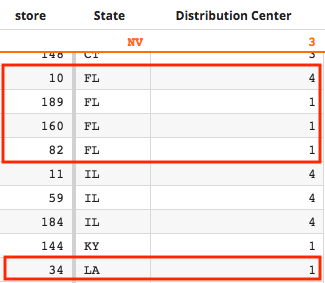 store State Distribution Center
NV 3
148 CT 3
10 FL 4
189 FL 1
160 FL 1
82 FL 1
11 IL 4
59 IL 4
184 IL 4
144 KY 1
34 LA 1